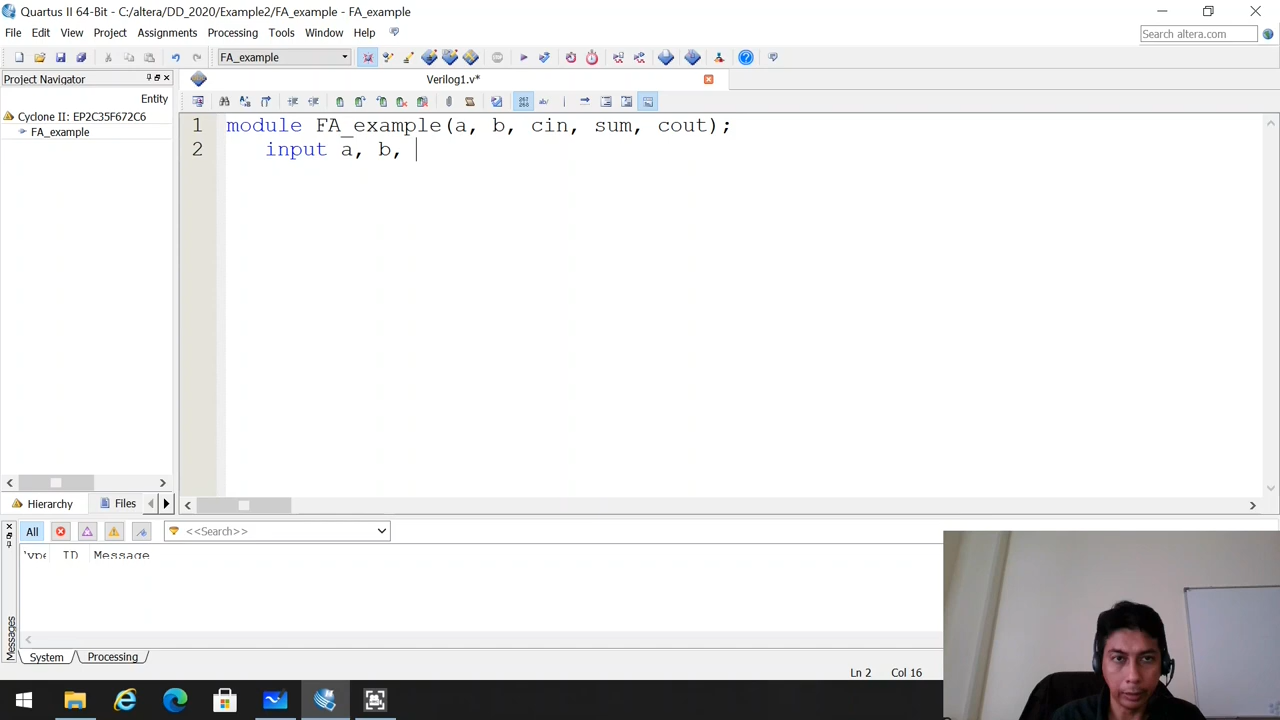 Quartus II 64-Bit - C:/altera/DD_2020/Example2/FA_example - FA_example
File Edit View Project Assignments Processing Tools Window Help
Search altera.com
FA_example
Project Navigator
Verilog1.v*
Entity
Cyclone II: EP2C35F672C6
FA_example
1 module FA_example(a, b, cin, sum, cout);
2 input a, b,
Hierarchy Files
All <<Search>>
ID Message
Messages
System Processing
Ln 2 Col 16